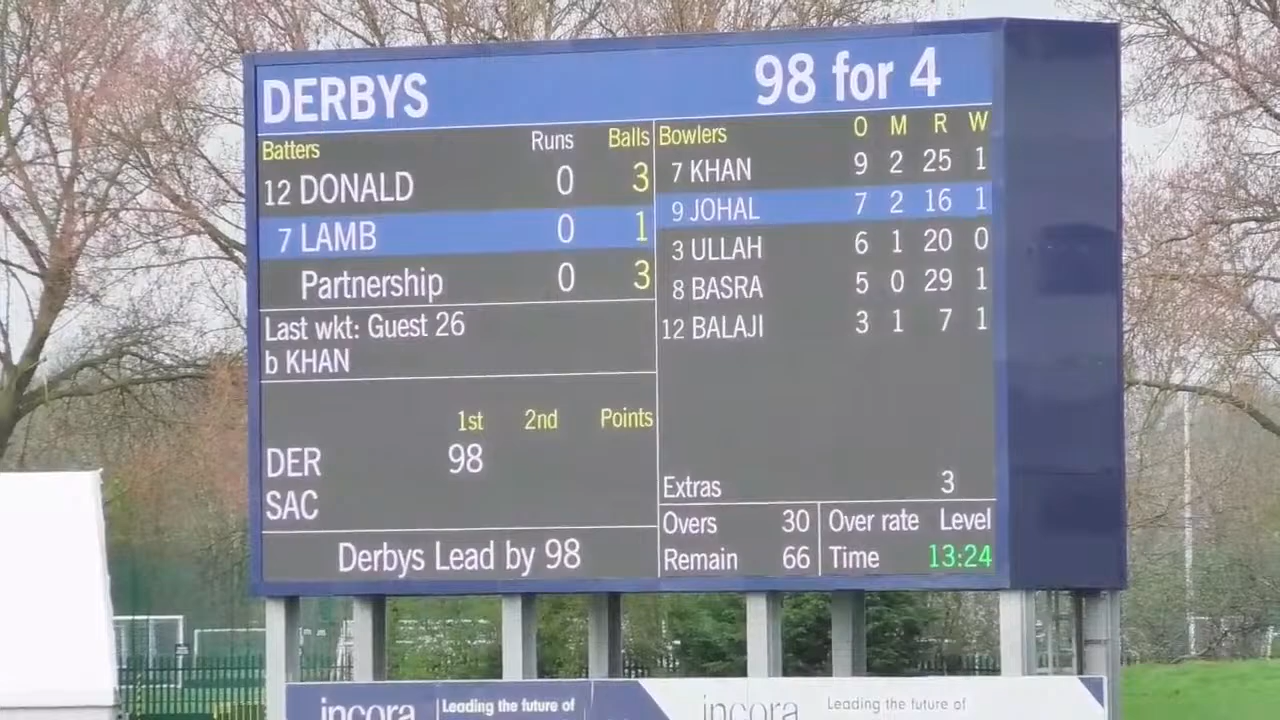 DERBYS 98 for 4
Batters Runs Balls
12 DONALD 0 3
7 LAMB 0 1
Partnership 0 3
Last wkt: Guest 26
b KHAN
1st 2nd Points
DER 98
SAC
Derbys Lead by 98
Bowlers O M R W
7 KHAN 9 2 25 1
9 JOHAL 7 2 16 1
3 ULLAH 6 1 20 0
8 BASRA 5 0 29 1
12 BALAJI 3 1 7 1
Extras 3
Overs 30
Remain 66
Over rate Level
Time 13:24
incora Leading the future of
incora Leading the future of